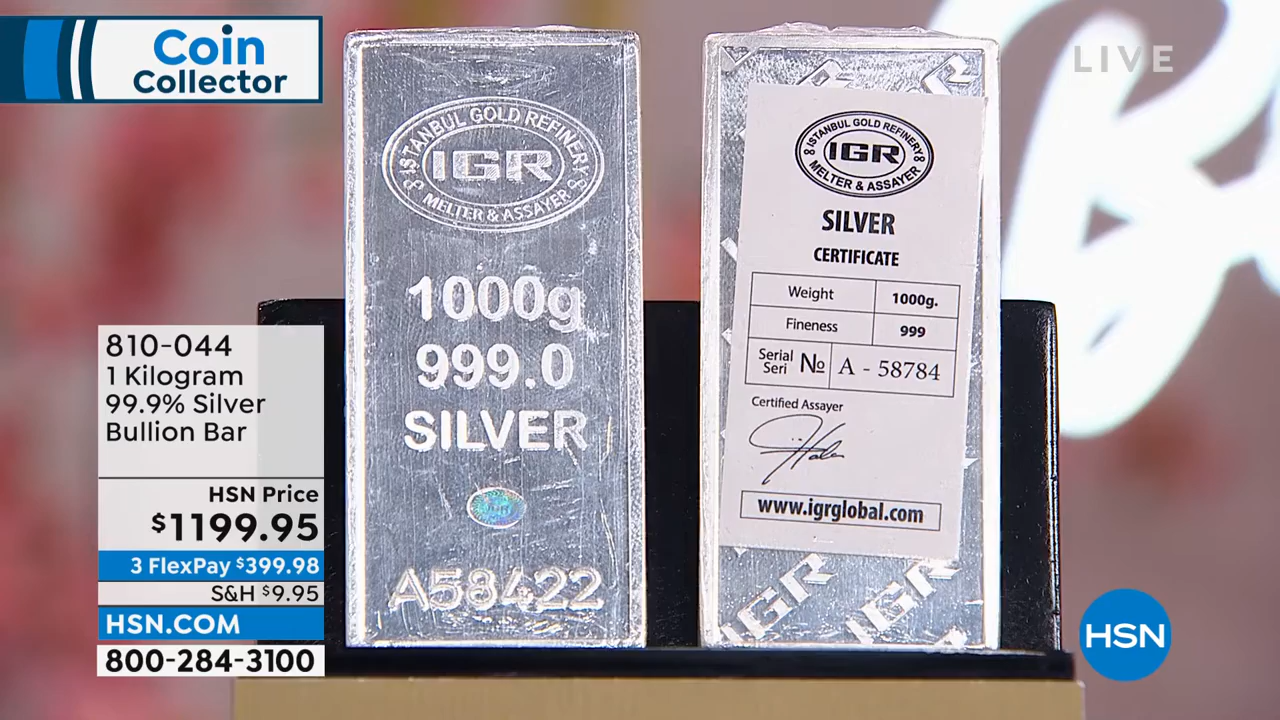 Coin
Collector
LIVE
ISTANBUL GOLD REFINERY
IGR
MELTER & ASSAYER
1000g
999.0
SILVER
IGR
A58422
ISTANBUL GOLD REFINERY
IGR
MELTER & ASSAYER
SILVER
CERTIFICATE
Weight 1000g.
Fineness 999
Serial
Seri
№ A - 58784
Certified Assayer
www.igrglobal.com
IGR
IGR
810-044
1 Kilogram
99.9% Silver
Bullion Bar
HSN Price
$1199.95
3 FlexPay $399.98
S&H $9.95
HSN.COM
800-284-3100
HSN